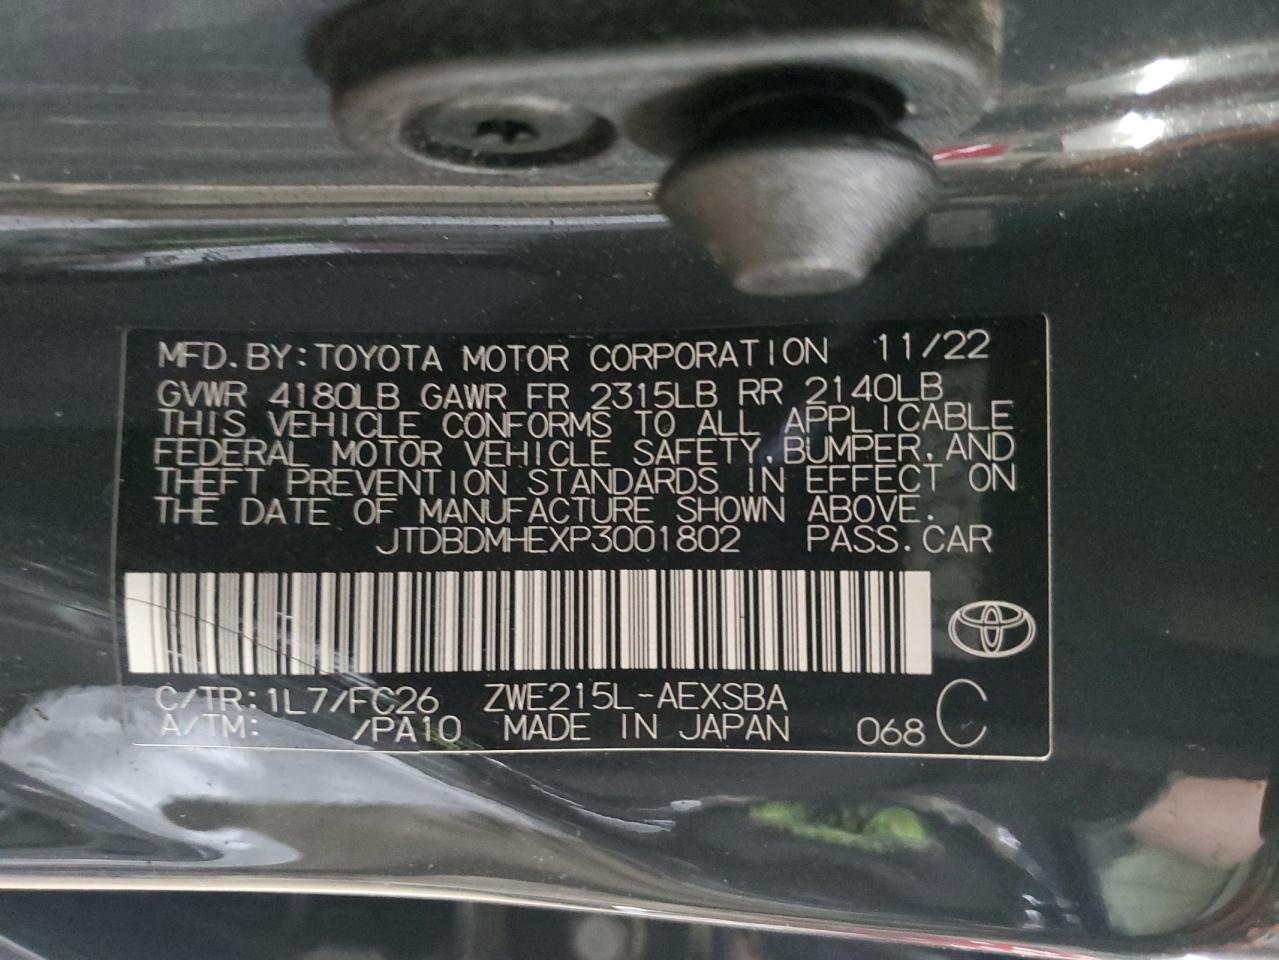 MFD.BY:TOYOTA MOTOR CORPORATION 11/22
GVWR 4180LB GAWR FR 2315LB RR 2140LB
THIS VEHICLE CONFORMS TO ALL APPLICABLE
FEDERAL MOTOR VEHICLE SAFETY,BUMPER,AND
THEFT PREVENTION STANDARDS IN EFFECT ON
THE DATE OF MANUFACTURE SHOWN ABOVE.
JTDBDMHEXP3001802 PASS.CAR
C/TR:1L7/FC26 ZWE215L-AEXSBA
A/TM: /PA10 MADE IN JAPAN 068 C